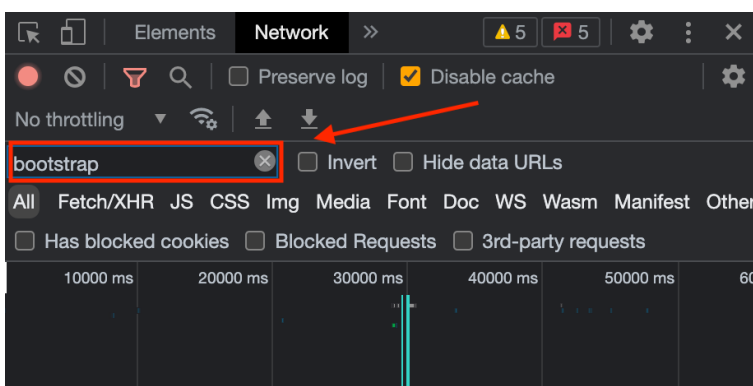 Elements Network 5 5
Preserve log Disable cache
No throttling
bootstrap Invert Hide data URLs
All Fetch/XHR JS CSS Img Media Font Doc WS Wasm Manifest Other
Has blocked cookies Blocked Requests 3rd-party requests
10000 ms 20000 ms 30000 ms 40000 ms 50000 ms 60